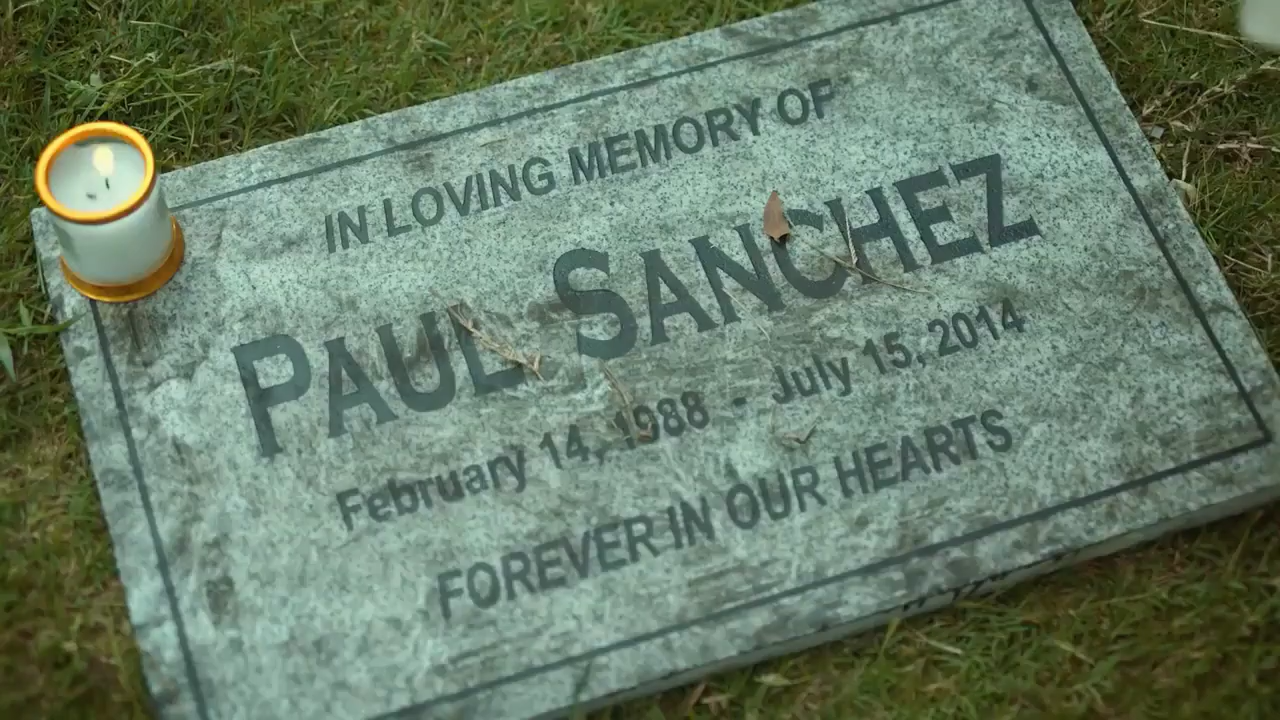 IN LOVING MEMORY OF
PAUL SANCHEZ
February 14, 1988 - July 15, 2014
FOREVER IN OUR HEARTS